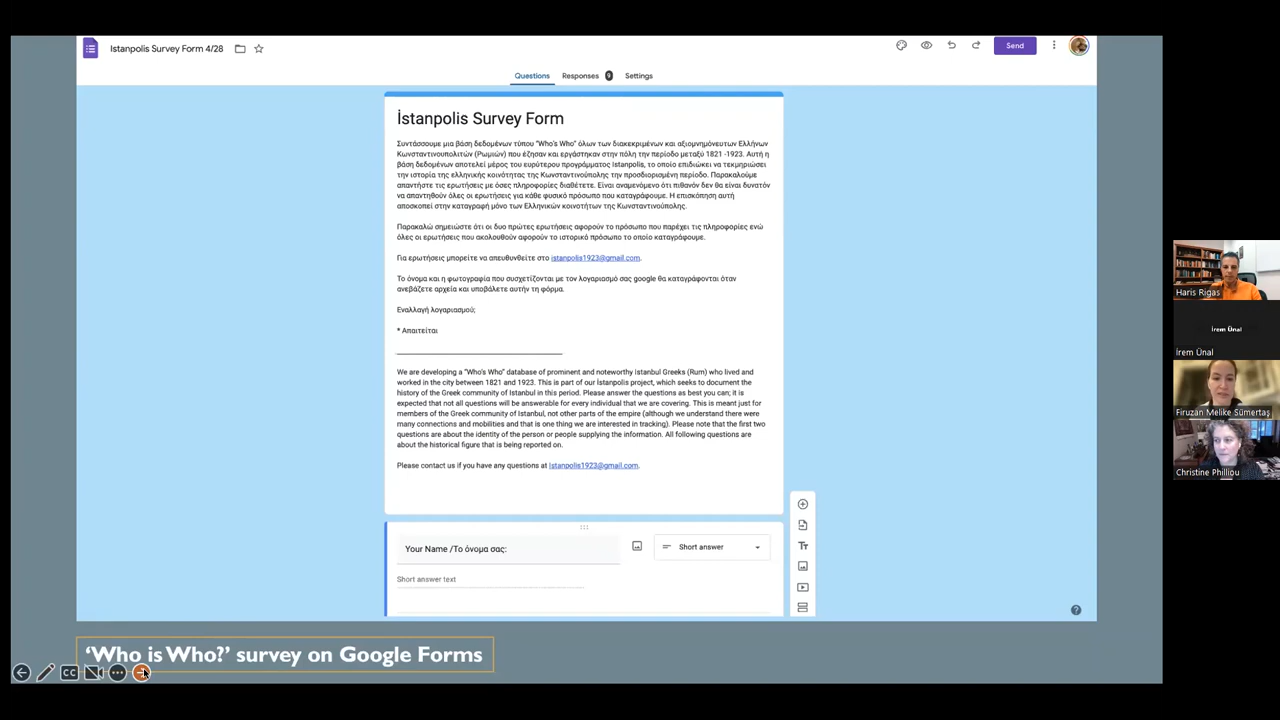 Istanpolis Survey Form 4/28
Send
Questions
Responses
Settings
İstanpolis Survey Form
Συντάσσουμε μια βάση δεδομένων τύπου "Who's Who" όλων των διακεκριμένων και αξιομνημόνευτων Ελλήνων
Κωνσταντινουπολιτών (Ρωμιών) που έζησαν και εργάστηκαν στην πόλη την περίοδο μεταξύ 1821 -1923. Αυτή η
βάση δεδομένων αποτελεί μέρος του ευρύτερου προγράμματος Istanpolis, το οποίο επιδιώκει να τεκμηριώσει
την ιστορία της ελληνικής κοινότητας της Κωνσταντινούπολης την προσδιορισμένη περίοδο. Παρακαλούμε
απαντήστε τις ερωτήσεις με όσες πληροφορίες διαθέτετε. Είναι αναμενόμενο ότι πιθανόν δεν θα είναι δυνατόν
να απαντηθούν όλες οι ερωτήσεις για κάθε φυσικό πρόσωπο που καταγράφουμε. Η επισκόπηση αυτή
αποσκοπεί στην καταγραφή μόνο των Ελληνικών κοινοτήτων της Κωνσταντινούπολης.
Παρακαλώ σημειώστε ότι οι δυο πρώτες ερωτήσεις αφορούν το πρόσωπο που παρέχει τις πληροφορίες ενώ
όλες οι ερωτήσεις που ακολουθούν αφορούν το ιστορικό πρόσωπο το οποίο καταγράφουμε.
Για ερωτήσεις μπορείτε να απευθυνθείτε στο istanpolis1923@gmail.com.
Το όνομα και η φωτογραφία που συσχετίζονται με τον λογαριασμό σας google θα καταγράφονται όταν
ανεβάζετε αρχεία και υποβάλετε αυτήν τη φόρμα.
Εναλλαγή λογαριασμού;
* Απαιτείται
We are developing a "Who's Who" database of prominent and noteworthy Istanbul Greeks (Rum) who lived and
worked in the city between 1821 and 1923. This is part of our İstanpolis project, which seeks to document the
history of the Greek community of Istanbul in this period. Please answer the questions as best you can; it is
expected that not all questions will be answerable for every individual that we are covering. This is meant just for
members of the Greek community of Istanbul, not other parts of the empire (although we understand there were
many connections and mobilities and that is one thing we are interested in tracking). Please note that the first two
questions are about the identity of the person or people supplying the information. All following questions are
about the historical figure that is being reported on.
Please contact us if you have any questions at Istanpolis1923@gmail.com.
Your Name /Το όνομα σας:
Short answer
Short answer text
'Who is Who?' survey on Google Forms
CC
Haris Rigas
İrem Ünal
İrem Ünal
Firuzan Melike Sümertaş
Christine Philliou